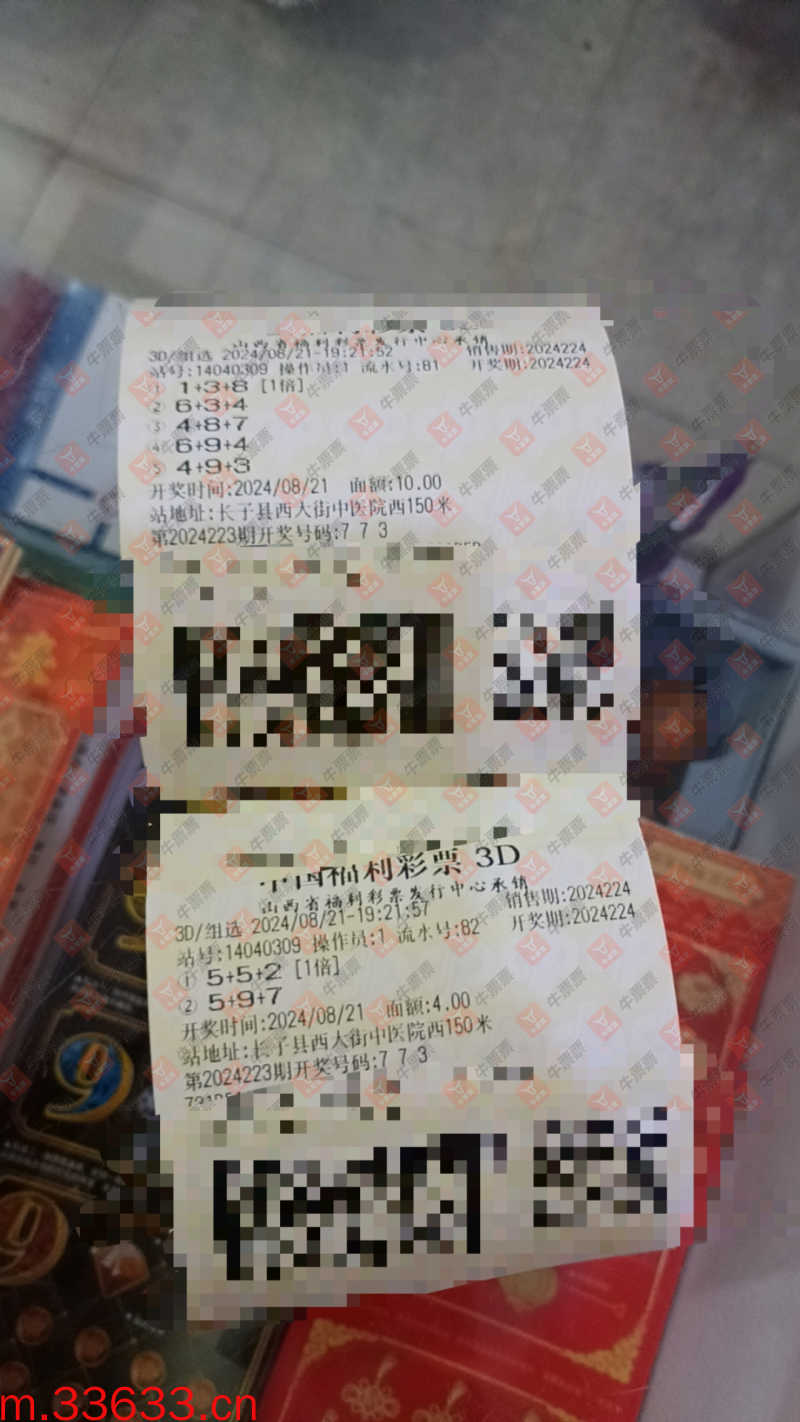 山西省福利彩票发行中心承销
3D/组选 2024/08/21-19:21:52 销售期:2024224
站号:14040309 操作员:1 流水号:81 开奖期:2024224
① 1+3+8 [1倍]
② 6+3+4
③ 4+8+7
④ 6+9+4
⑤ 4+9+3
开奖时间:2024/08/21 面额:10.00
站地址:长子县西大街中医院西150米
第2024223期开奖号码:7 7 3
中国福利彩票 3D
山西省福利彩票发行中心承销
3D/组选 2024/08/21-19:21:57 销售期:2024224
站号:14040309 操作员:1 流水号:82 开奖期:2024224
① 5+5+2 [1倍]
② 5+9+7
开奖时间:2024/08/21 面额:4.00
站地址:长子县西大街中医院西150米
第2024223期开奖号码:7 7 3
9
9
牛票票
m.33633.cn